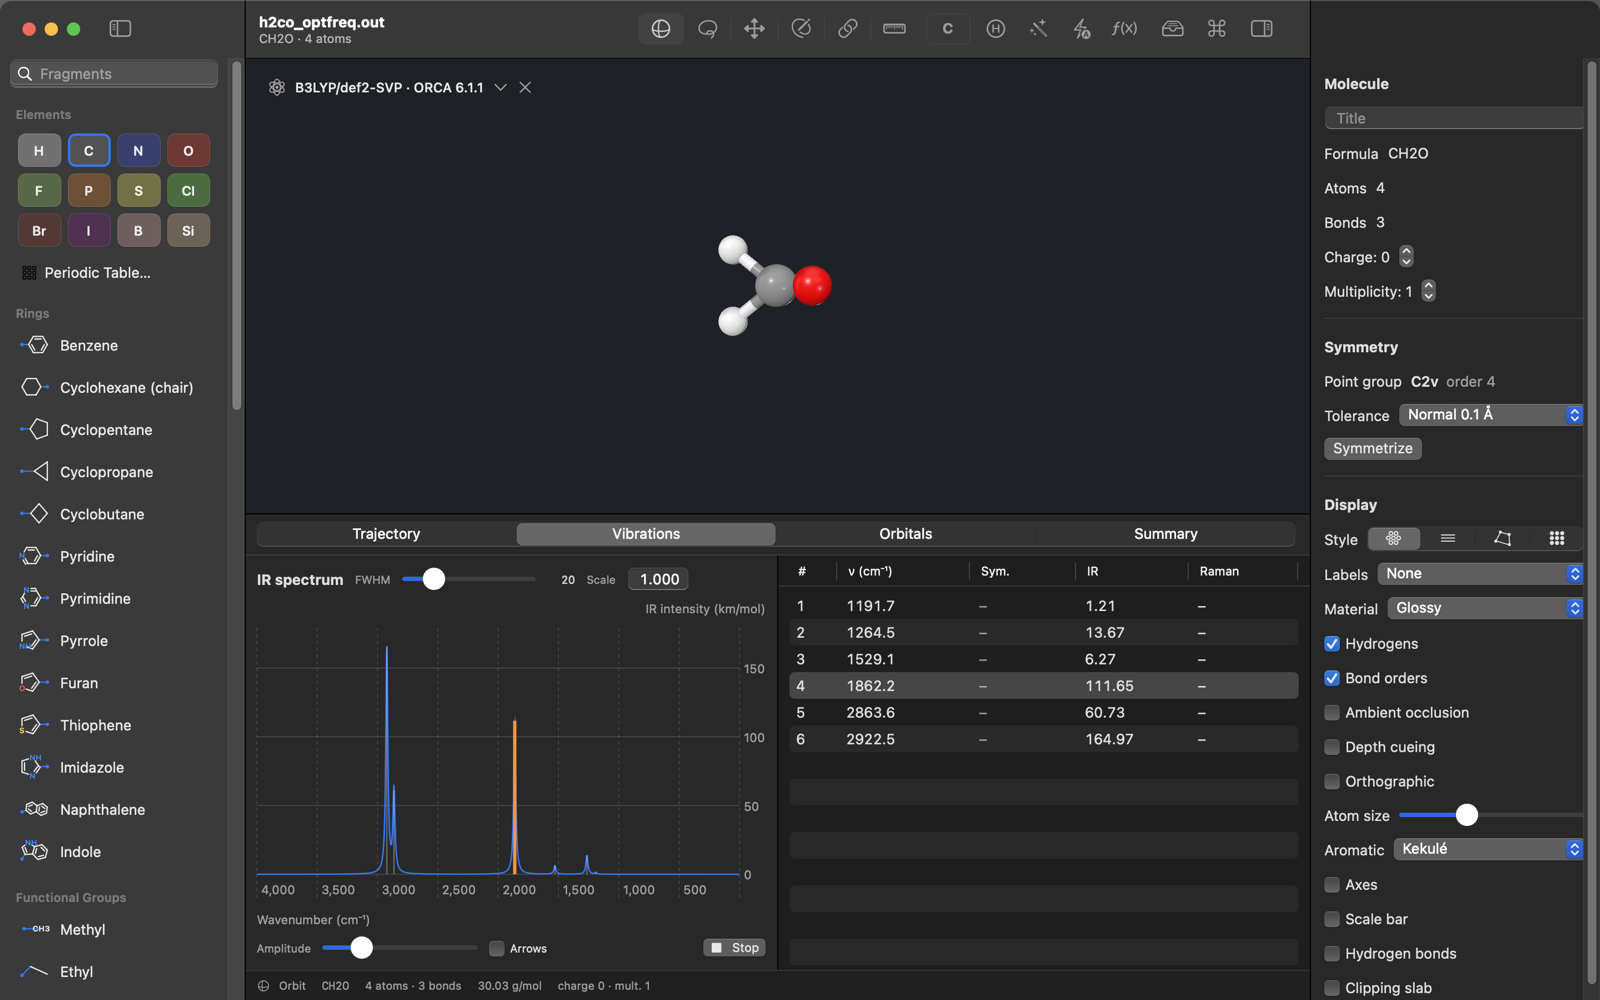 h2co_optfreq.out
CH2O · 4 atoms
C
H
f(x)
Fragments
Elements
H C N O
F P S Cl
Br I B Si
Periodic Table...
Rings
Benzene
Cyclohexane (chair)
Cyclopentane
Cyclopropane
Cyclobutane
N Pyridine
N N Pyrimidine
NH Pyrrole
O Furan
S Thiophene
NH N Imidazole
Naphthalene
NH Indole
Functional Groups
CH3 Methyl
Ethyl
B3LYP/def2-SVP · ORCA 6.1.1
Trajectory Vibrations Orbitals Summary
IR spectrum FWHM 20 Scale 1.000
IR intensity (km/mol)
150
100
50
0
4,000 3,500 3,000 2,500 2,000 1,500 1,000 500
Wavenumber (cm⁻¹)
Amplitude Arrows Stop
# ν (cm⁻¹) Sym. IR Raman
1 1191.7 – 1.21 –
2 1264.5 – 13.67 –
3 1529.1 – 6.27 –
4 1862.2 – 111.65 –
5 2863.6 – 60.73 –
6 2922.5 – 164.97 –
Orbit CH2O 4 atoms · 3 bonds 30.03 g/mol charge 0 · mult. 1
Molecule
Title
Formula CH2O
Atoms 4
Bonds 3
Charge: 0
Multiplicity: 1
Symmetry
Point group C2v order 4
Tolerance Normal 0.1 Å
Symmetrize
Display
Style
Labels None
Material Glossy
Hydrogens
Bond orders
Ambient occlusion
Depth cueing
Orthographic
Atom size
Aromatic Kekulé
Axes
Scale bar
Hydrogen bonds
Clipping slab